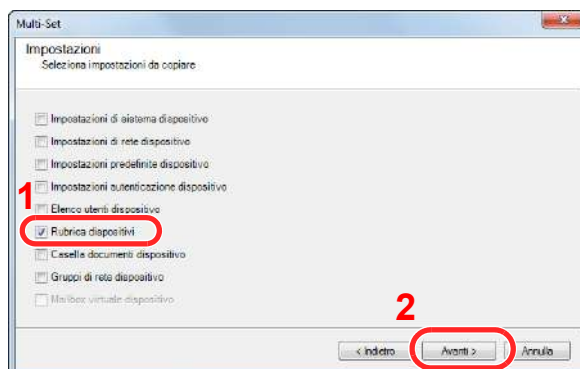 Multi-Set
Impostazioni
Seleziona impostazioni da copiare
Impostazioni di sistema dispositivo
Impostazioni di rete dispositivo
Impostazioni predefinite dispositivo
Impostazioni autenticazione dispositivo
1
Elenco utenti dispositivo
Rubrica dispositivi
Casella documenti dispositivo
Gruppi di rete dispositivo
Mailbox virtuale dispositivo
2
< Indietro
Avanti >
Annulla